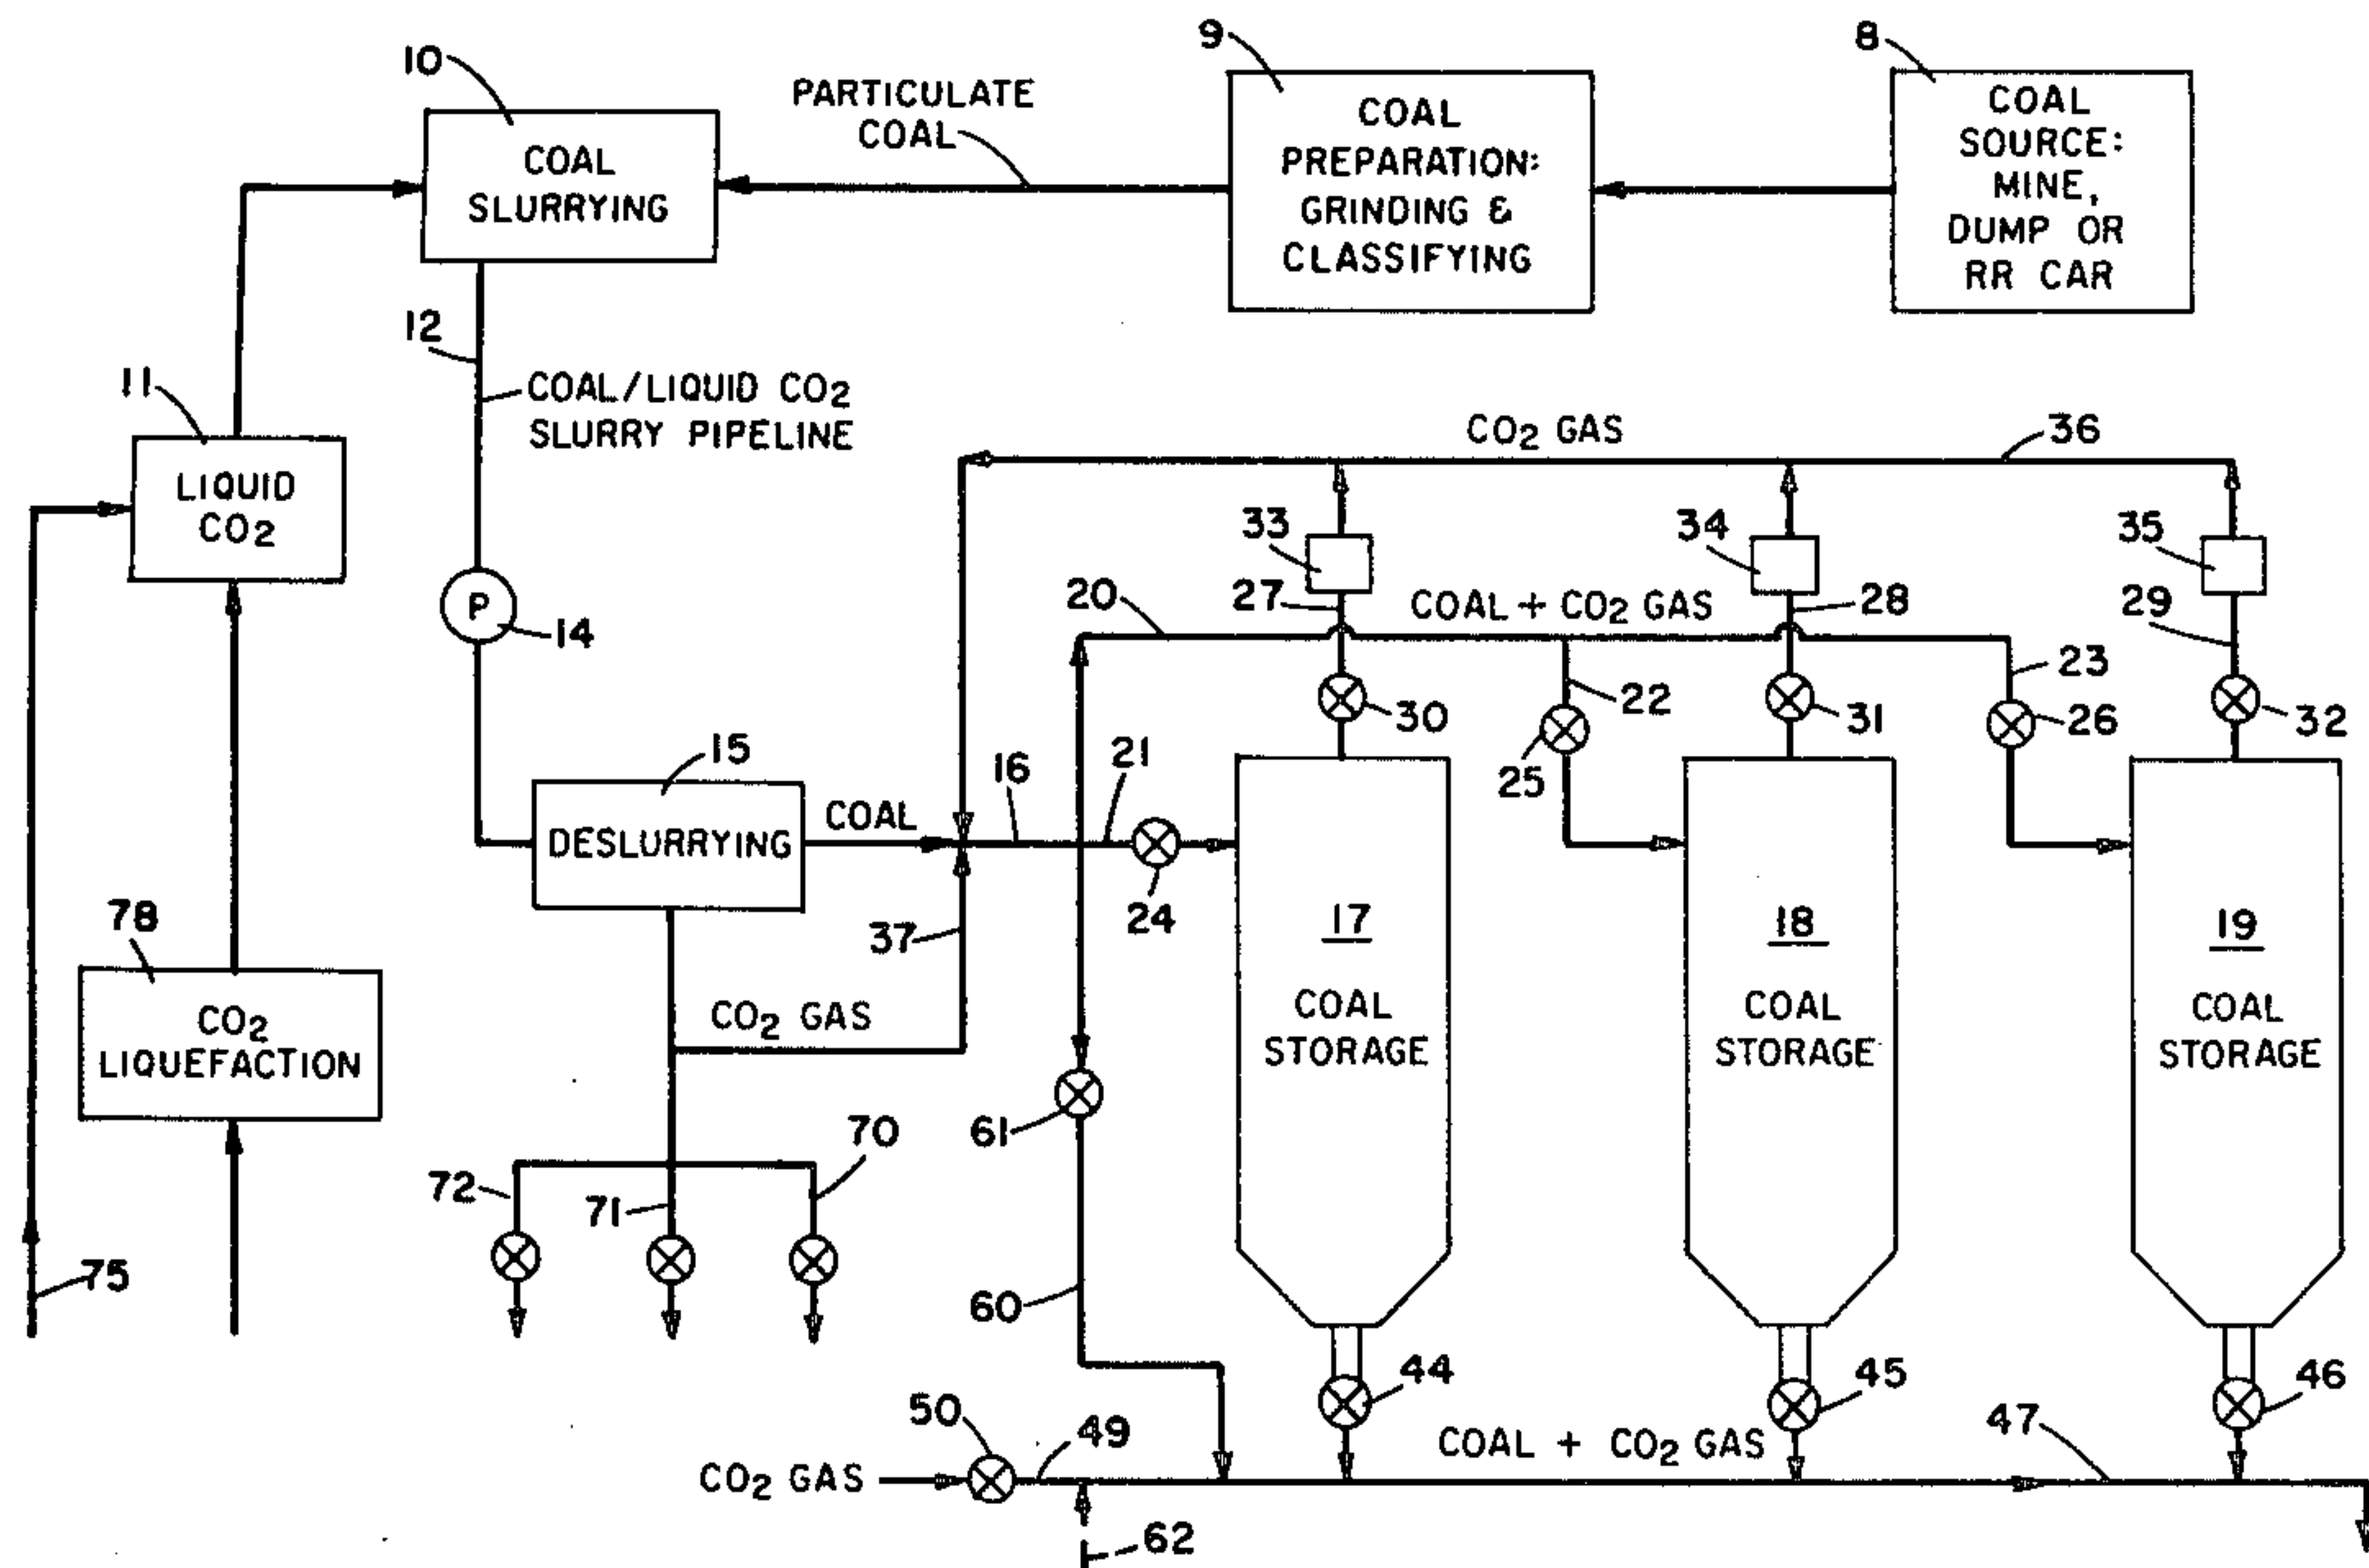 10
9
8
PARTICULATE
COAL
COAL
SLURRYING
COAL
PREPARATION:
GRINDING &
CLASSIFYING
COAL
SOURCE:
MINE,
DUMP OR
RR CAR
12
COAL/LIQUID CO2
SLURRY PIPELINE
11
LIQUID
CO2
CO2 GAS
36
33
34
35
27
28
29
20
COAL + CO2 GAS
P
14
22
23
30
31
26
32
25
15
DESLURRYING
COAL
16
21
24
37
17
COAL
STORAGE
18
COAL
STORAGE
19
COAL
STORAGE
78
CO2
LIQUEFACTION
CO2 GAS
61
70
72
71
75
60
44
45
46
50
49
COAL + CO2 GAS
47
CO2 GAS
62